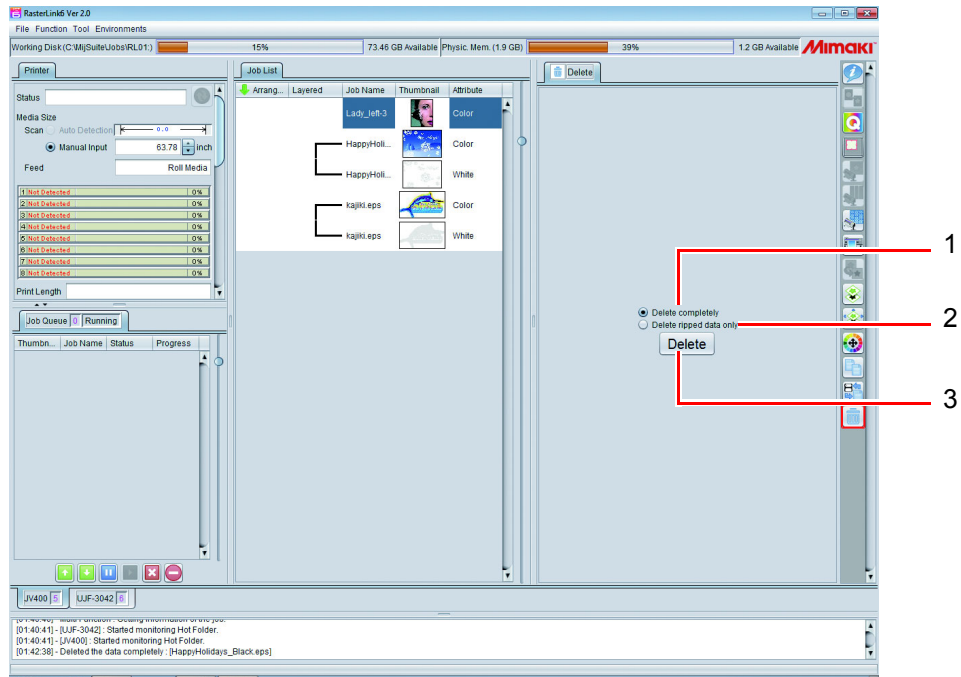 RasterLink6 Ver 2.0
File Function Tool Environments
Working Disk (C:\MijSuite\Jobs\RL01:) 15% 73.46 GB Available Physic. Mem. (1.9 GB) 39% 1.2 GB Available Mimaki
Printer
Status
Media Size
Scan Auto Detection 0.0
Manual Input 63.78 inch
Feed Roll Media
1 Not Detected 0%
2 Not Detected 0%
3 Not Detected 0%
4 Not Detected 0%
5 Not Detected 0%
6 Not Detected 0%
7 Not Detected 0%
8 Not Detected 0%
Print Length
Job Queue 0 Running
Thumbn... Job Name Status Progress
Job List
Arrang... Layered Job Name Thumbnail Attribute
Lady_left-3 Color
HappyHoli... Color
HappyHoli... White
kajiki.eps Color
kajiki.eps White
Delete
Delete completely
Delete ripped data only
Delete
1
2
3
JV400 5 UJF-3042 6
[01:40:41] - [UJF-3042] : Started monitoring Hot Folder.
[01:40:41] - [JV400] : Started monitoring Hot Folder.
[01:42:38] - Deleted the data completely : [HappyHolidays_Black.eps]